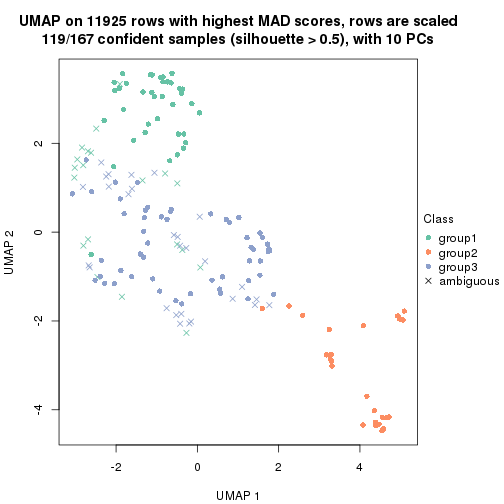 UMAP on 11925 rows with highest MAD scores, rows are scaled
119/167 confident samples (silhouette > 0.5), with 10 PCs
2
0
-2
-4
UMAP 2
-2
0
2
4
UMAP 1
Class
group1
group2
group3
ambiguous